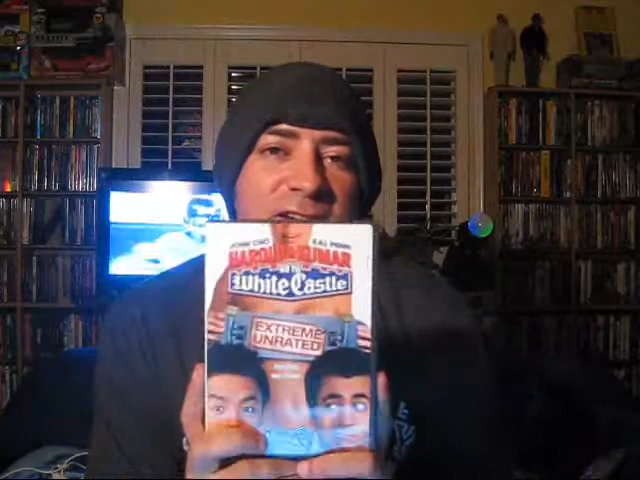 JOHN CHO KAL PENN
HAROLD & KUMAR
GO TO
White Castle
EXTREME
UNRATED